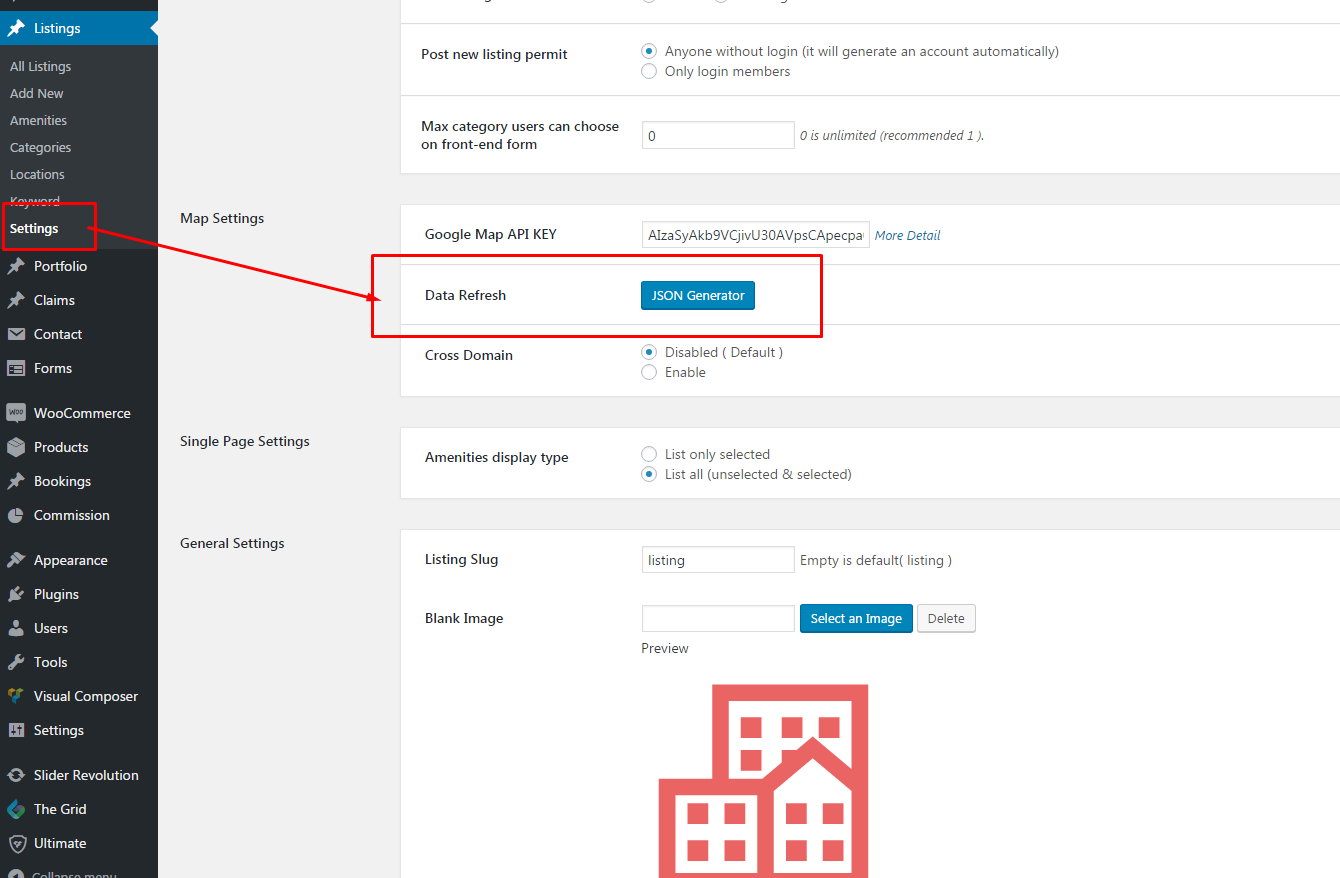 Listings
All Listings
Add New
Amenities
Categories
Locations
Keyword
Settings
Portfolio
Claims
Contact
Forms
WOO
WooCommerce
Products
Bookings
Commission
Appearance
Plugins
Users
Tools
Visual Composer
Settings
Slider Revolution
The Grid
Ultimate
Collapse menu
Post new listing permit
Anyone without login (it will generate an account automatically)
Only login members
Max category users can choose
on front-end form
0
0 is unlimited (recommended 1 ).
Map Settings
Google Map API KEY
More Detail
Data Refresh
JSON Generator
Cross Domain
Disabled ( Default )
Enable
Single Page Settings
Amenities display type
List only selected
List all (unselected & selected)
General Settings
Listing Slug
listing
Empty is default( listing )
Blank Image
Select an Image
Delete
Preview